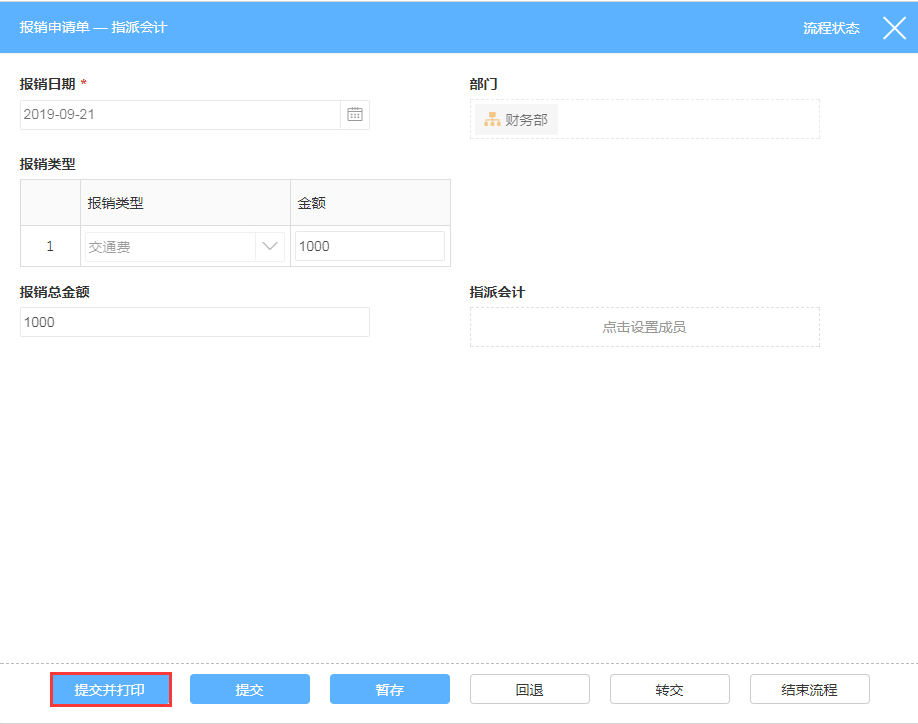 报销申请单 — 指派会计
流程状态
报销日期 *
部门
2019-09-21
财务部
报销类型
报销类型 金额
1 交通费 1000
报销总金额
指派会计
1000
点击设置成员
提交并打印 提交 暂存 回退 转交 结束流程